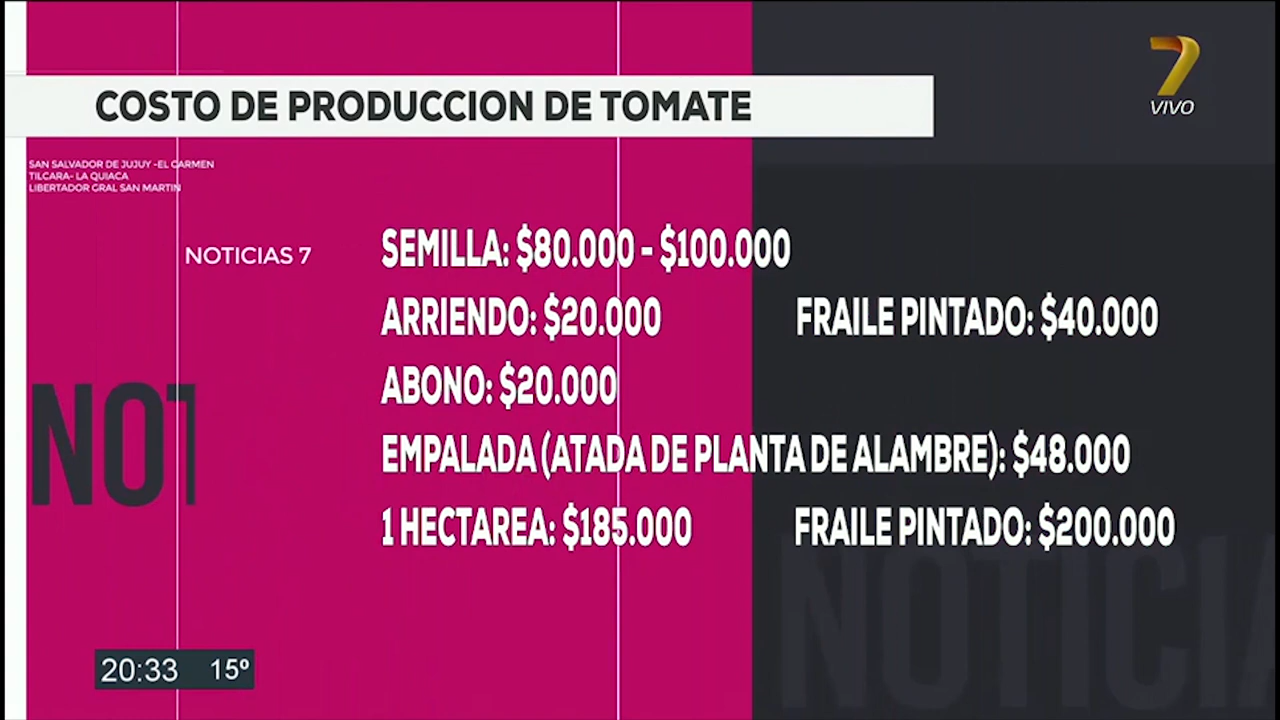 7
VIVO
COSTO DE PRODUCCION DE TOMATE
SAN SALVADOR DE JUJUY -EL CARMEN
TILCARA- LA QUIACA
LIBERTADOR GRAL SAN MARTIN
NOTICIAS 7
SEMILLA: $80.000 - $100.000
ARRIENDO: $20.000 FRAILE PINTADO: $40.000
ABONO: $20.000
EMPALADA (ATADA DE PLANTA DE ALAMBRE): $48.000
1 HECTAREA: $185.000 FRAILE PINTADO: $200.000
NOT
NOTICIA
20:33 15º